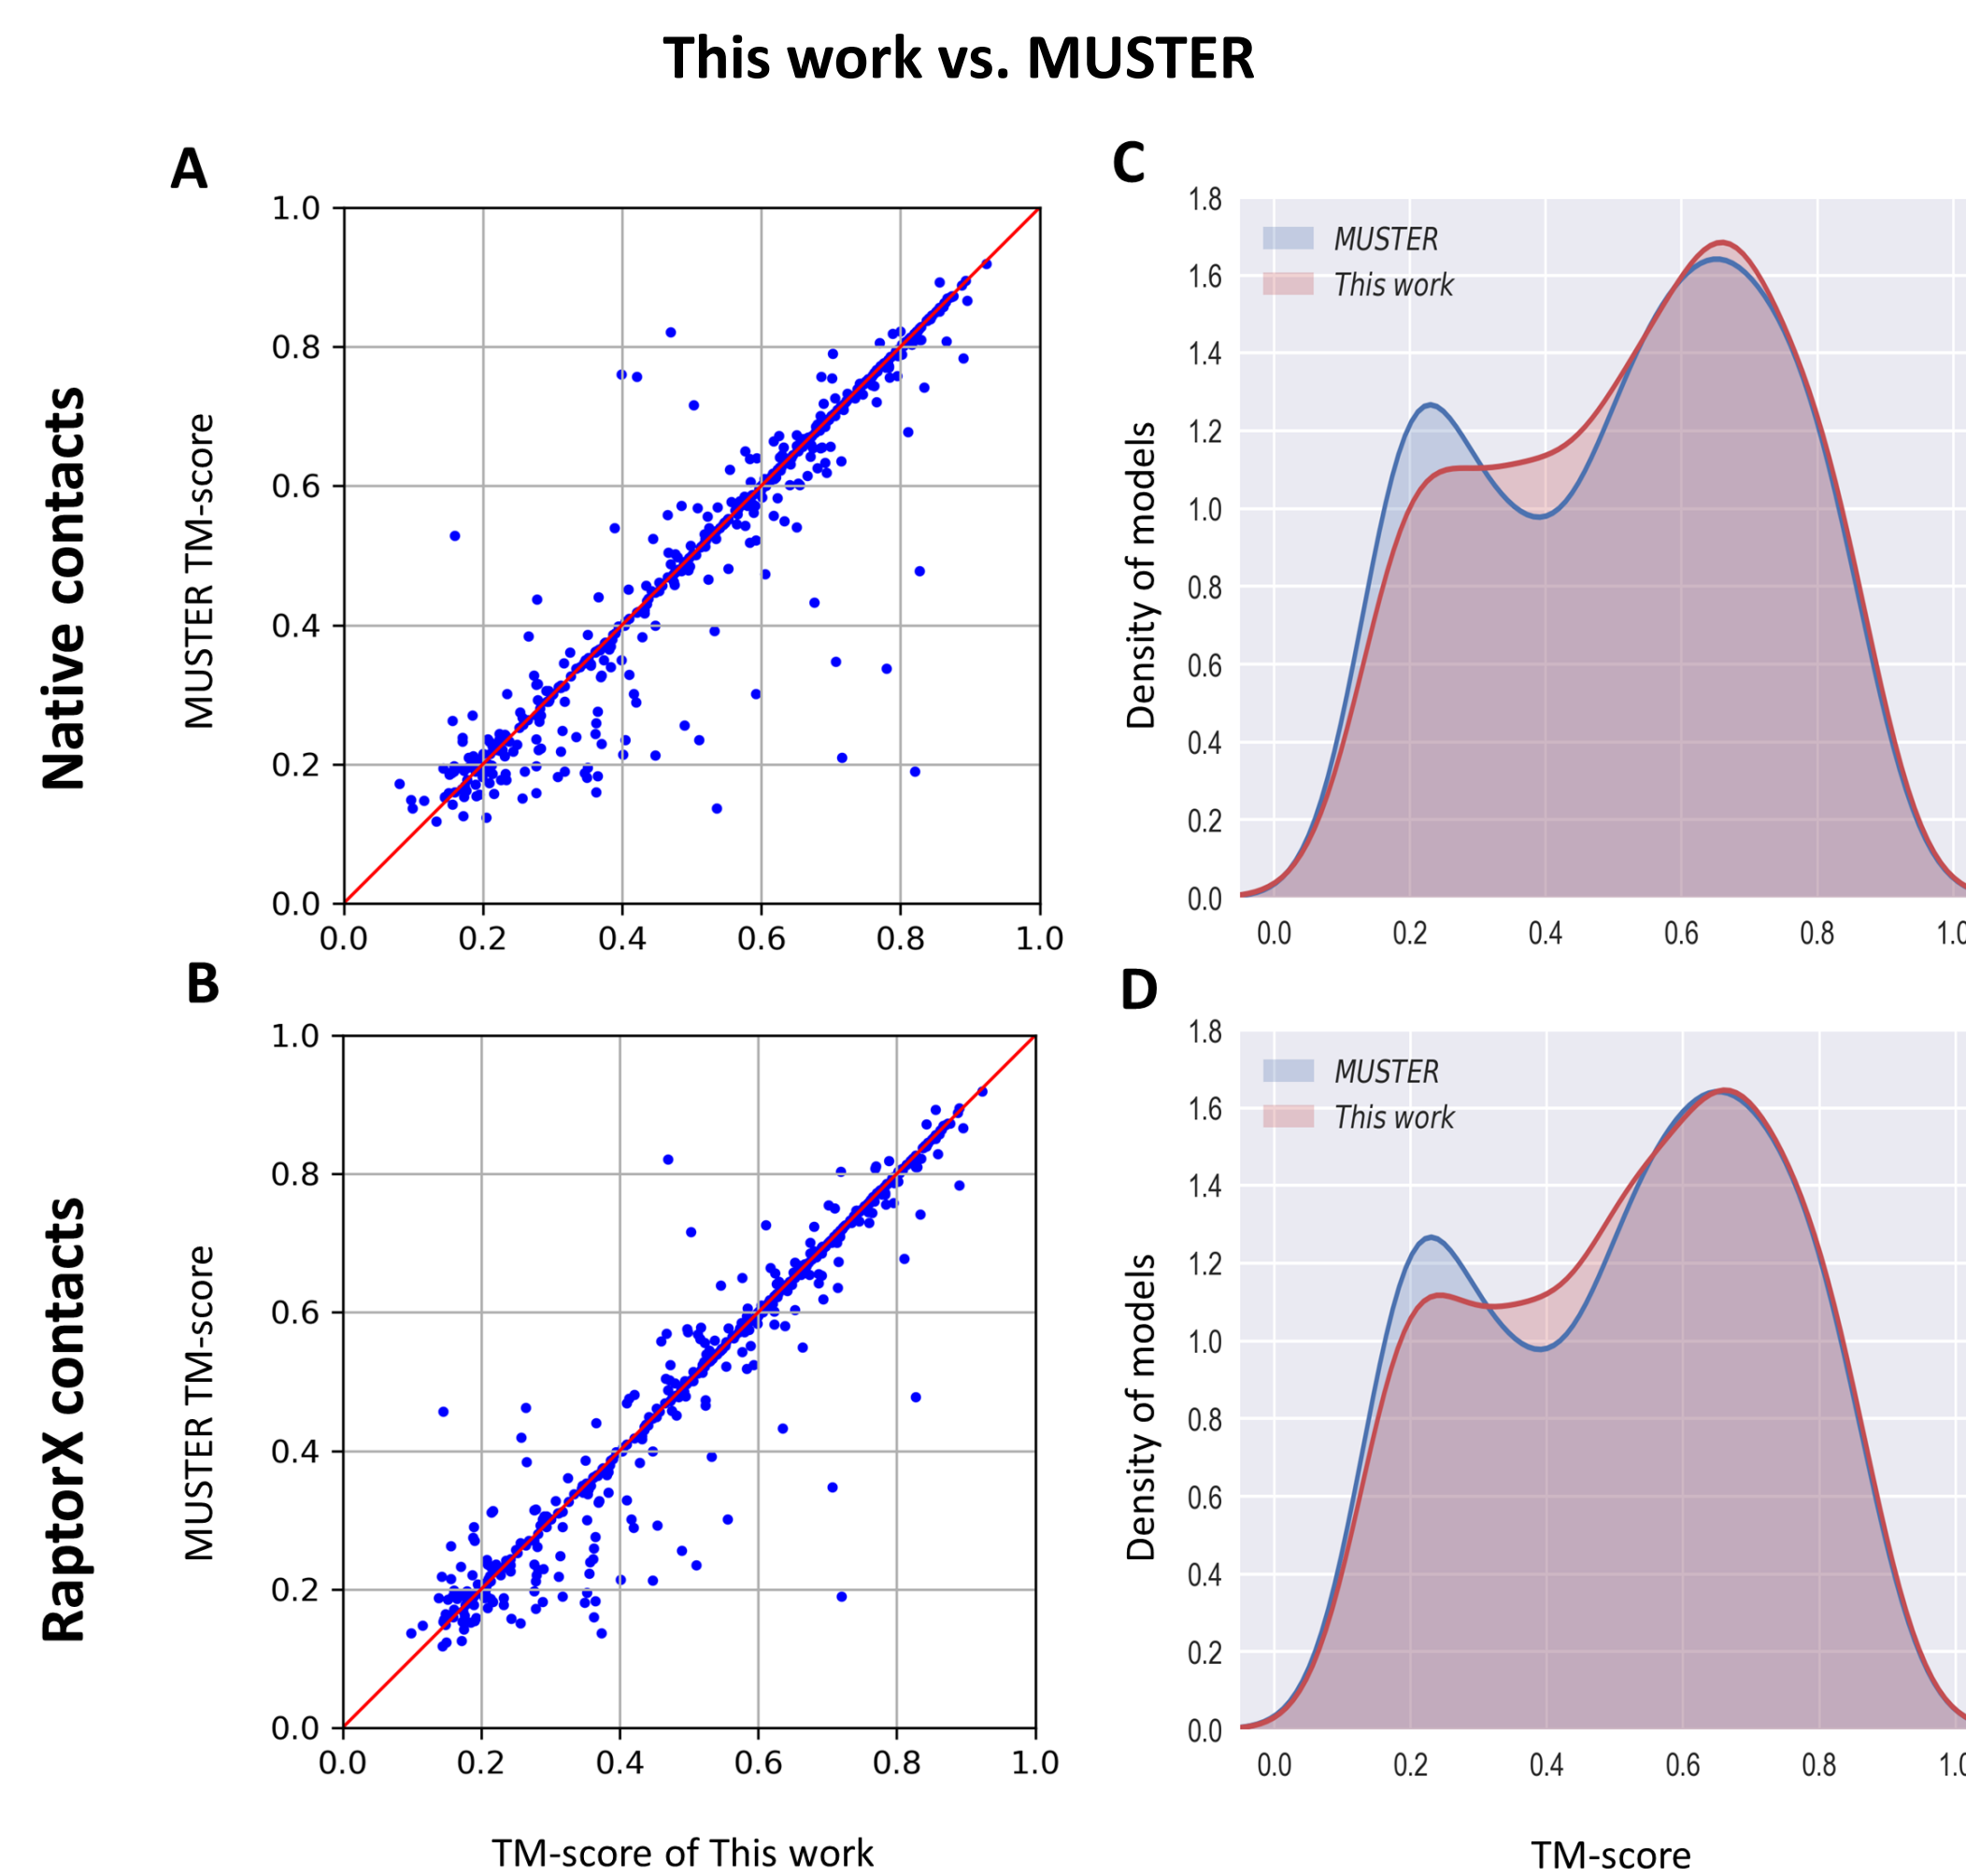 This work vs. MUSTER
A
Native contacts
MUSTER TM-score
1.0
0.8
0.6
0.4
0.2
0.0
0.0 0.2 0.4 0.6 0.8 1.0
C
Density of models
1.8
1.6
1.4
1.2
1.0
0.8
0.6
0.4
0.2
0.0
MUSTER
This work
0.0 0.2 0.4 0.6 0.8 1.0
B
RaptorX contacts
MUSTER TM-score
1.0
0.8
0.6
0.4
0.2
0.0
0.0 0.2 0.4 0.6 0.8 1.0
TM-score of This work
D
Density of models
1.8
1.6
1.4
1.2
1.0
0.8
0.6
0.4
0.2
0.0
MUSTER
This work
0.0 0.2 0.4 0.6 0.8 1.0
TM-score